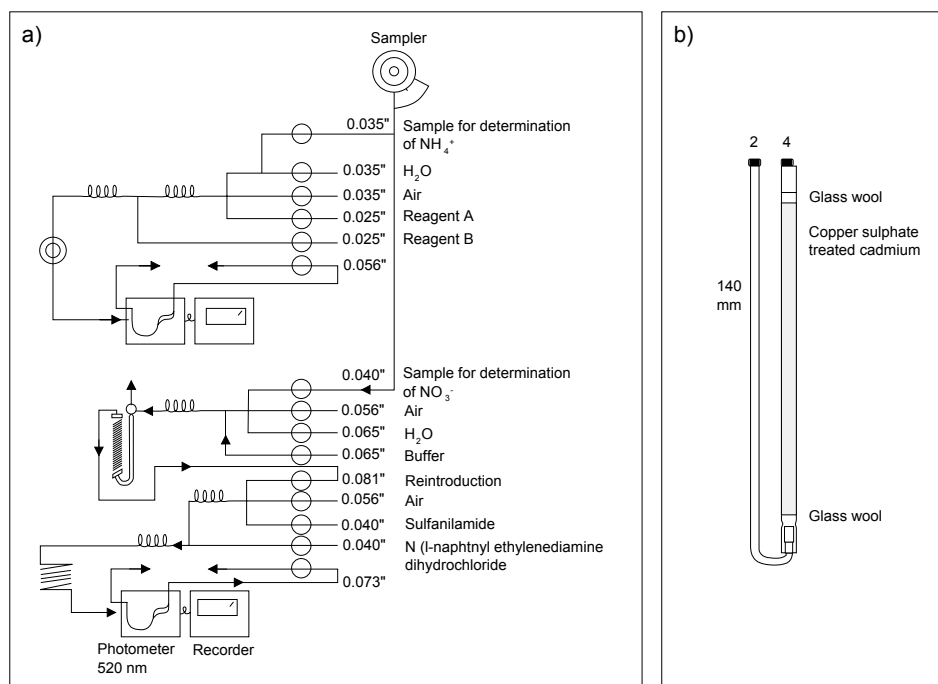 a)
Sampler
0.035" Sample for determination
of NH₄⁺
0.035" H₂O
0.035" Air
0.025" Reagent A
0.025" Reagent B
0.056"
0.040" Sample for determination
of NO₃⁻
0.056" Air
0.065" H₂O
0.065" Buffer
0.081" Reintroduction
0.056" Air
0.040" Sulfanilamide
0.040" N (l-naphtnyl ethylenediamine
dihydrochloride
0.073"
Photometer
520 nm
Recorder
b)
2 4
Glass wool
Copper sulphate
treated cadmium
140
mm
Glass wool